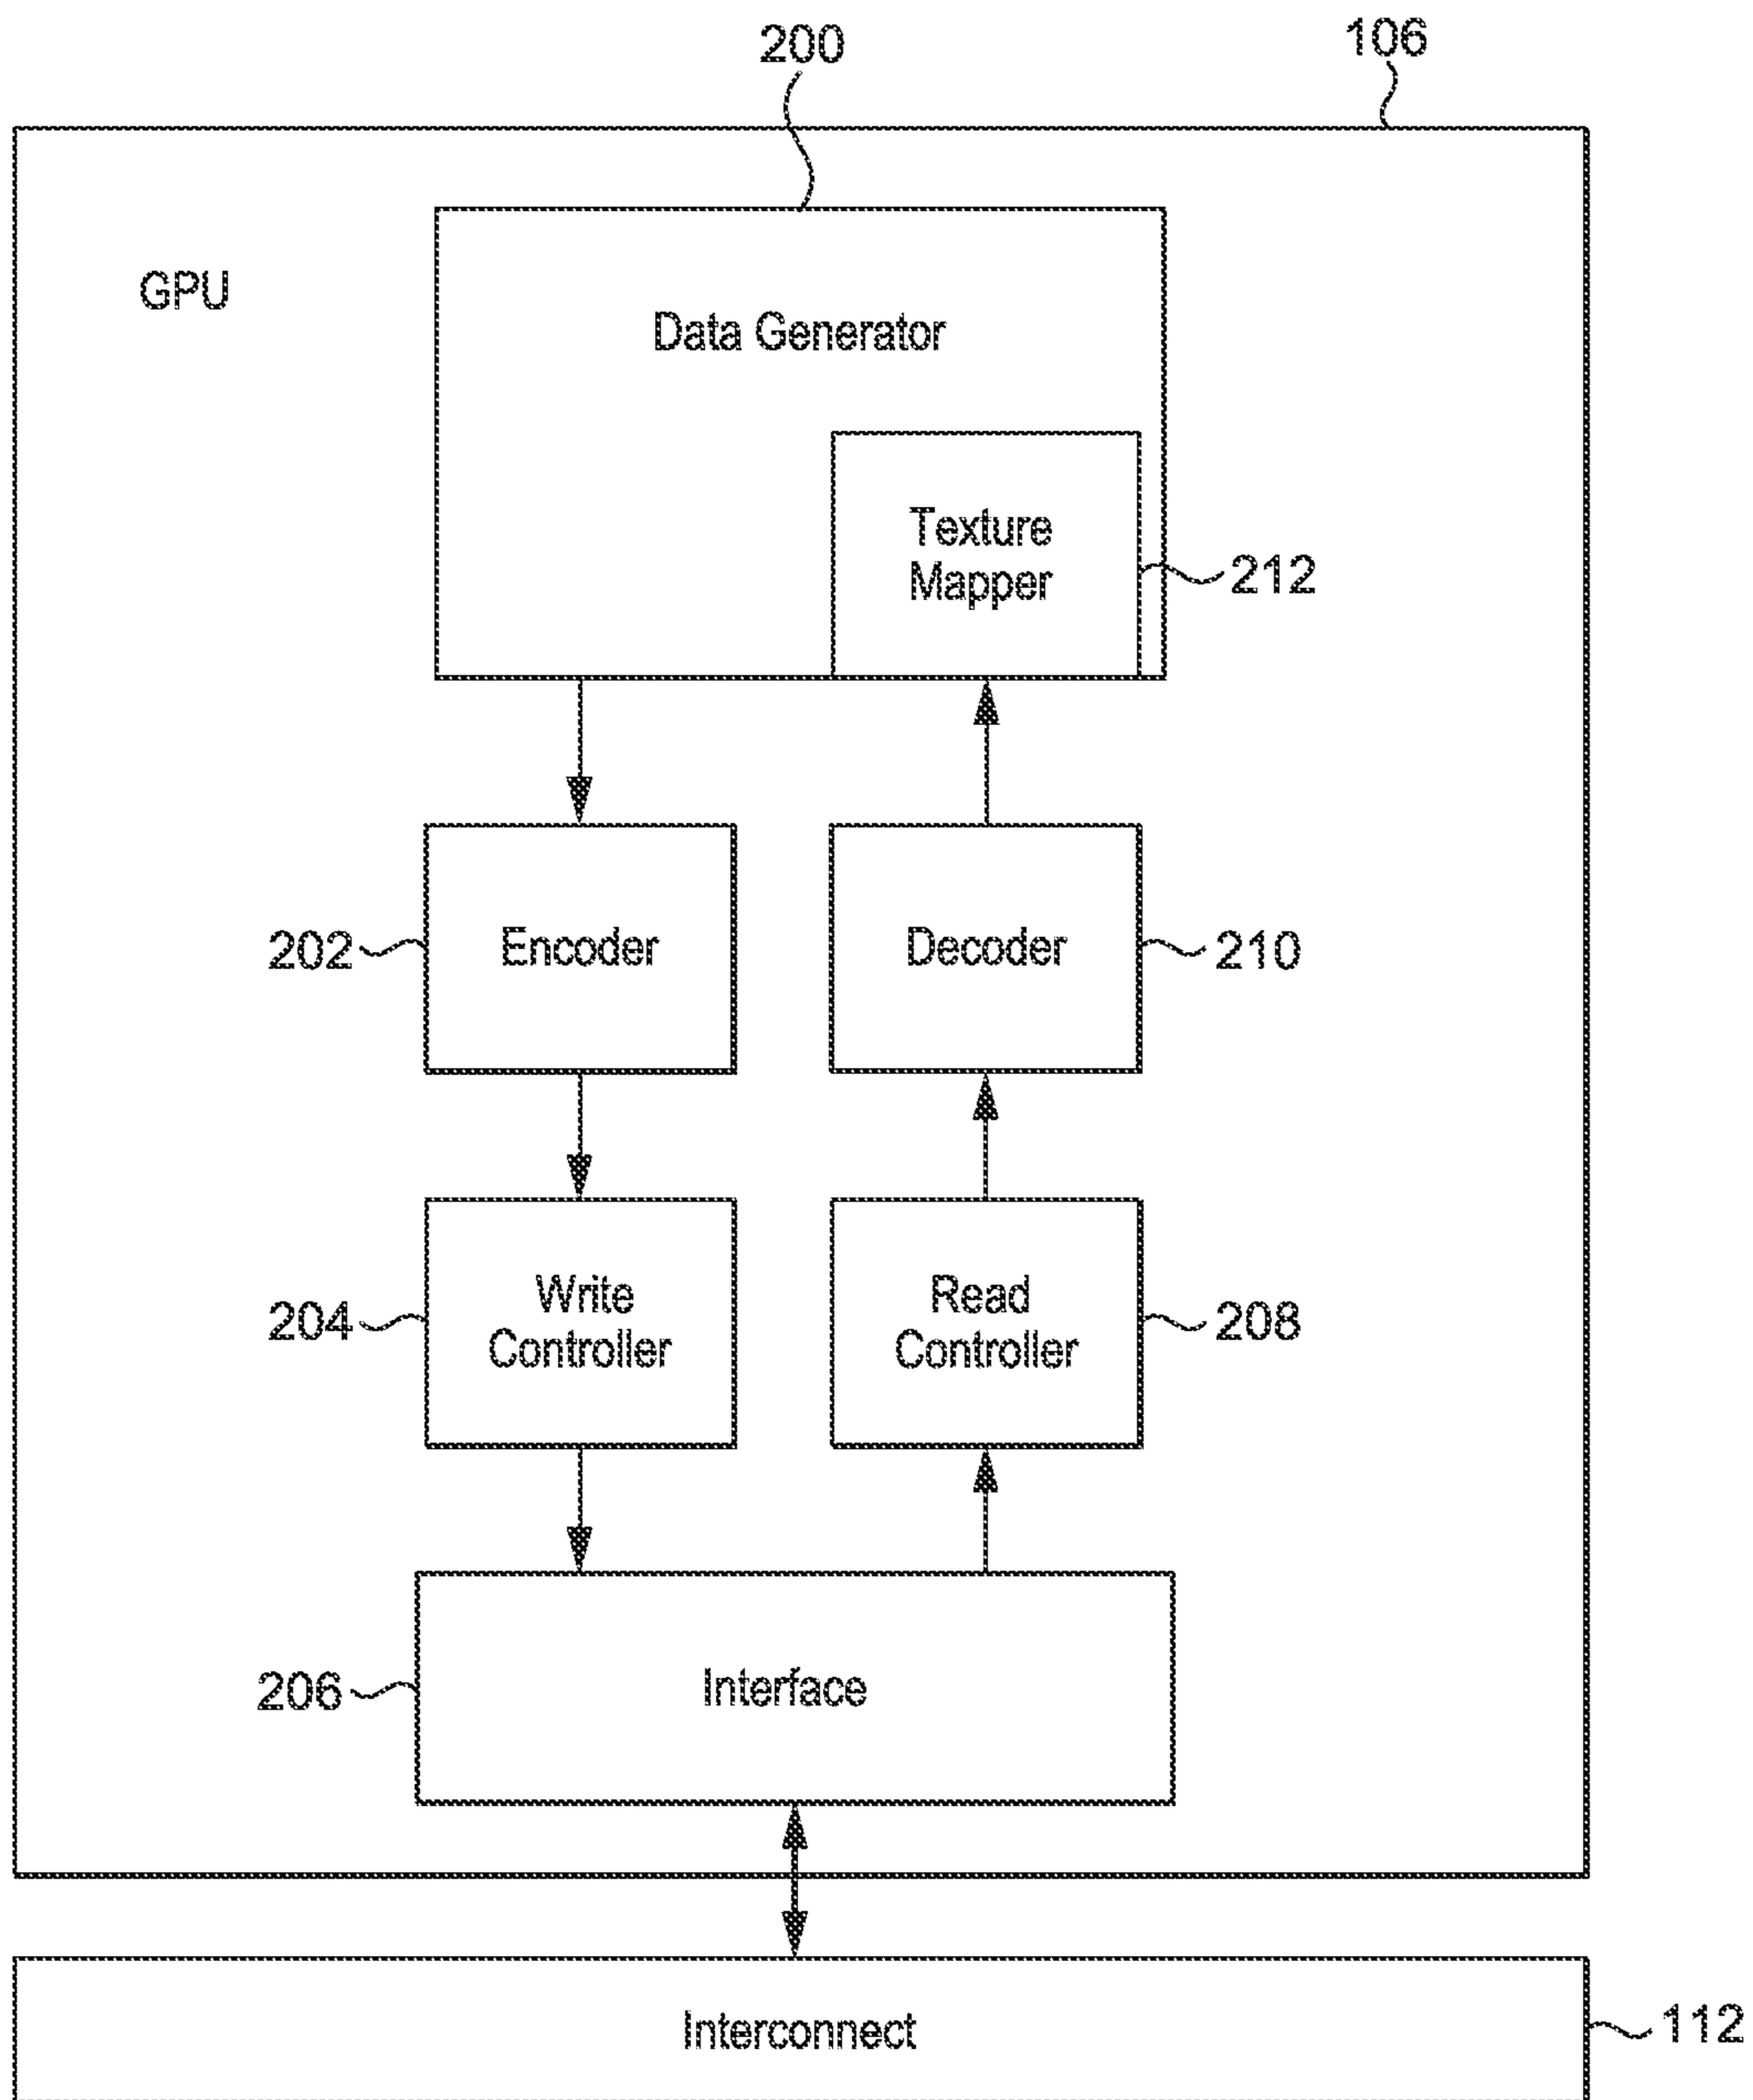 200
106
GPU
Data Generator
Texture
Mapper
212
202
Encoder
Decoder
210
204
Write
Controller
Read
Controller
208
206
Interface
Interconnect
112